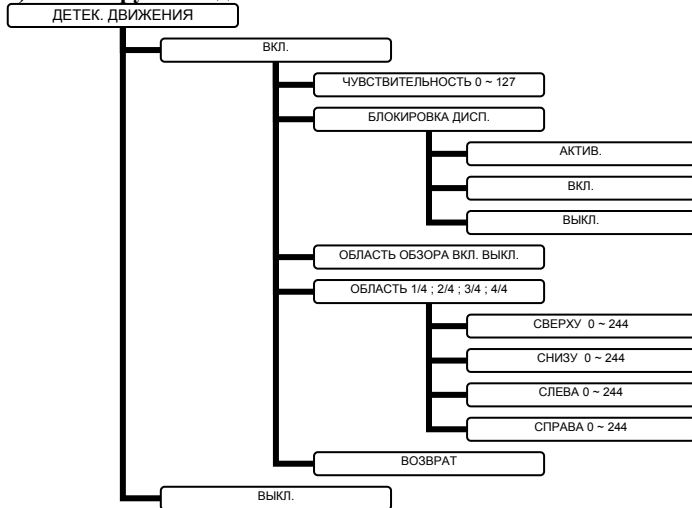 ДЕТЕК. ДВИЖЕНИЯ
ВКЛ.
ЧУВСТВИТЕЛЬНОСТЬ 0 ~ 127
БЛОКИРОВКА ДИСП.
АКТИВ.
ВКЛ.
ВЫКЛ.
ОБЛАСТЬ ОБЗОРА ВКЛ. ВЫКЛ.
ОБЛАСТЬ 1/4 ; 2/4 ; 3/4 ; 4/4
СВЕРХУ 0 ~ 244
СНИЗУ 0 ~ 244
СЛЕВА 0 ~ 244
СПРАВА 0 ~ 244
ВОЗВРАТ
ВЫКЛ.